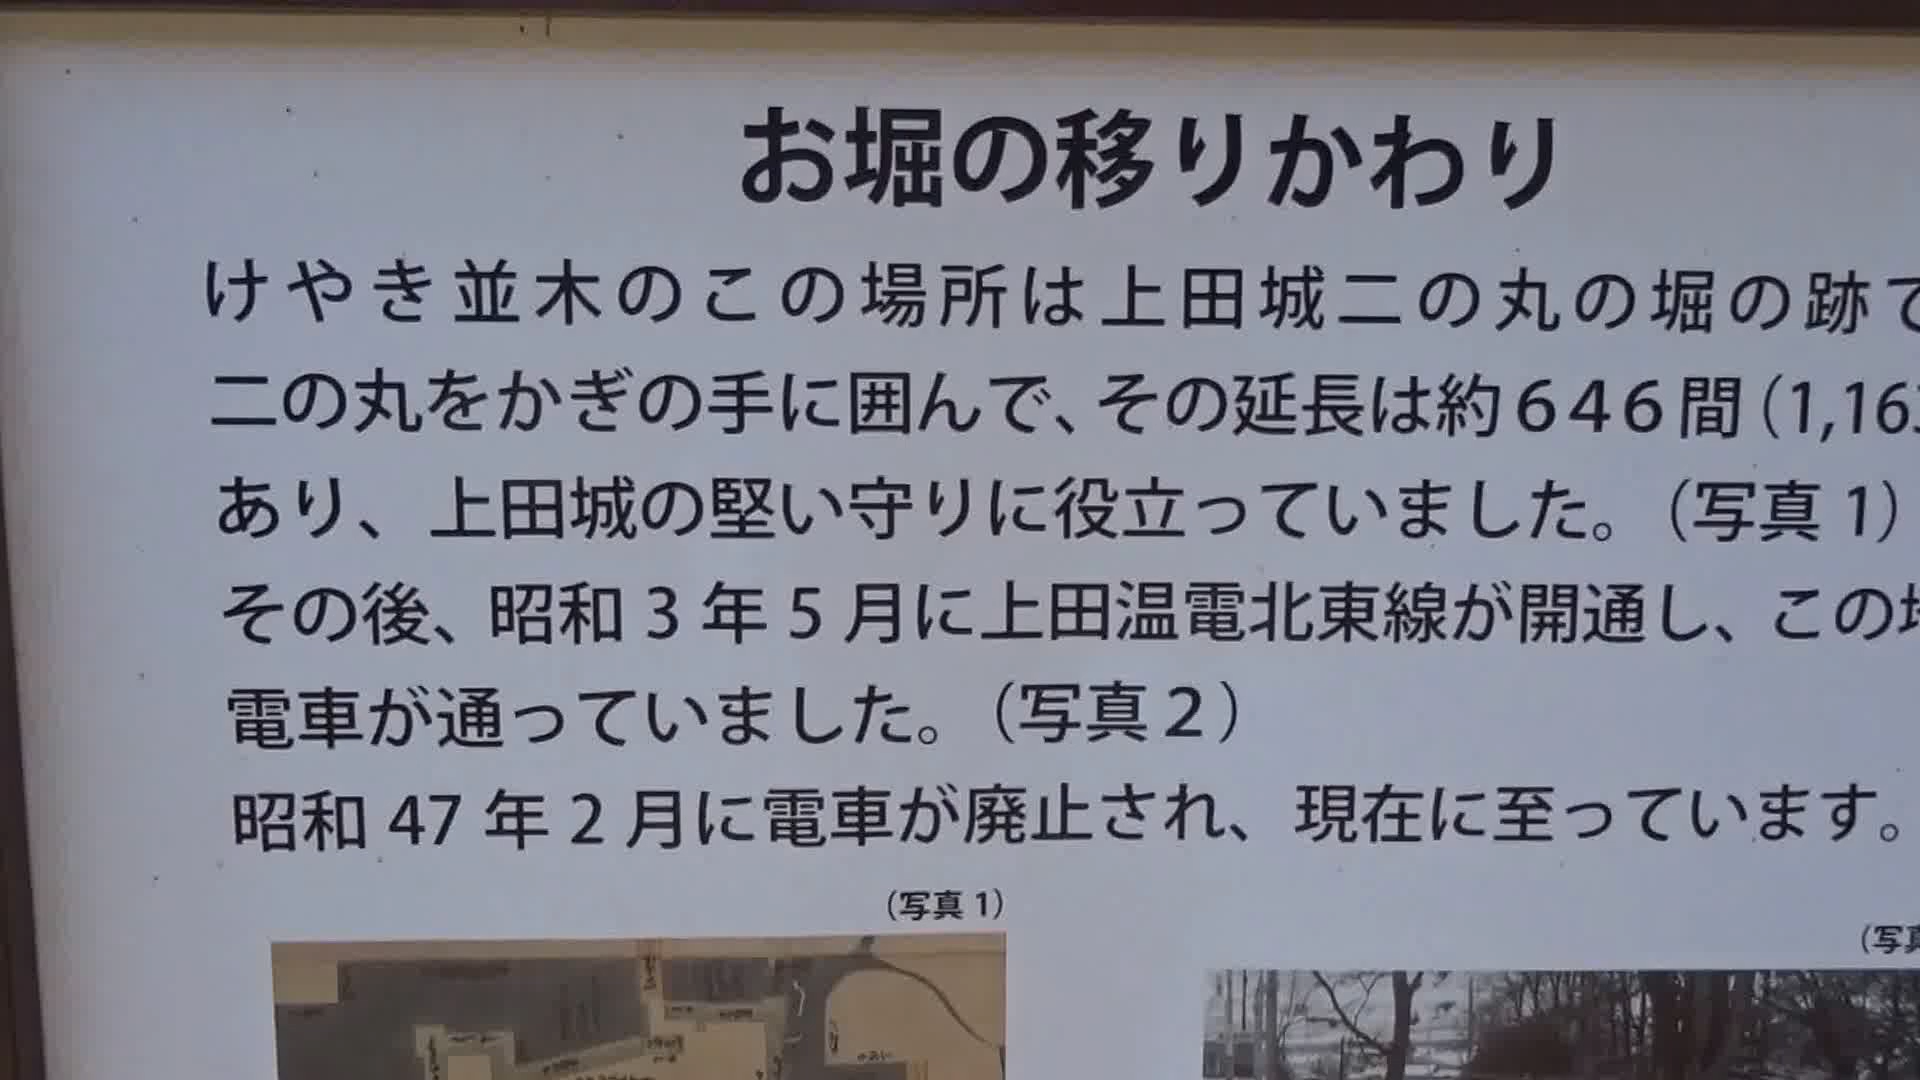 お堀の移りかわり
けやき並木のこの場所は上田城二の丸の堀の跡で
二の丸をかぎの手に囲んで、その延長は約646間(1,163
あり、上田城の堅い守りに役立っていました。(写真1)
その後、昭和3年5月に上田温電北東線が開通し、この場
電車が通っていました。(写真2)
昭和47年2月に電車が廃止され、現在に至っています。
(写真1)
(写真